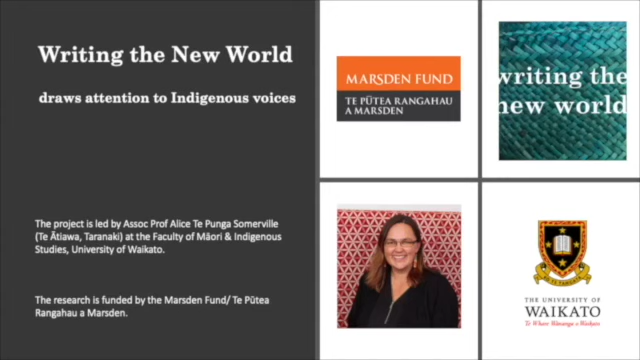 Writing the New World
draws attention to Indigenous voices
The project is led by Assoc Prof Alice Te Punga Somerville
(Te Ātiawa, Taranaki) at the Faculty of Māori & Indigenous
Studies, University of Waikato.
The research is funded by the Marsden Fund/ Te Pūtea
Rangahau a Marsden.
MARSDEN FUND
TE PŪTEA RANGAHAU
A MARSDEN
writing the
new world
THE UNIVERSITY OF
WAIKATO
Te Whare Wānanga o Waikato